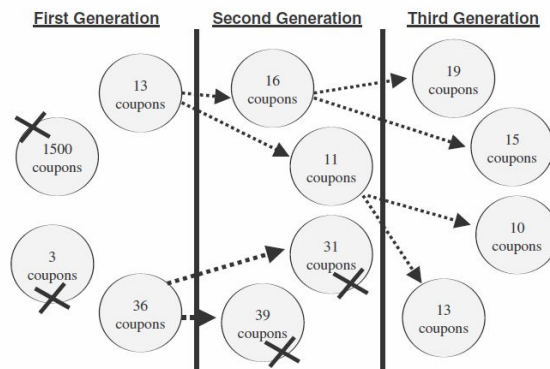 First Generation
Second Generation
Third Generation
13
coupons
1500
coupons
3
coupons
36
coupons
16
coupons
11
coupons
31
coupons
39
coupons
19
coupons
15
coupons
10
coupons
13
coupons